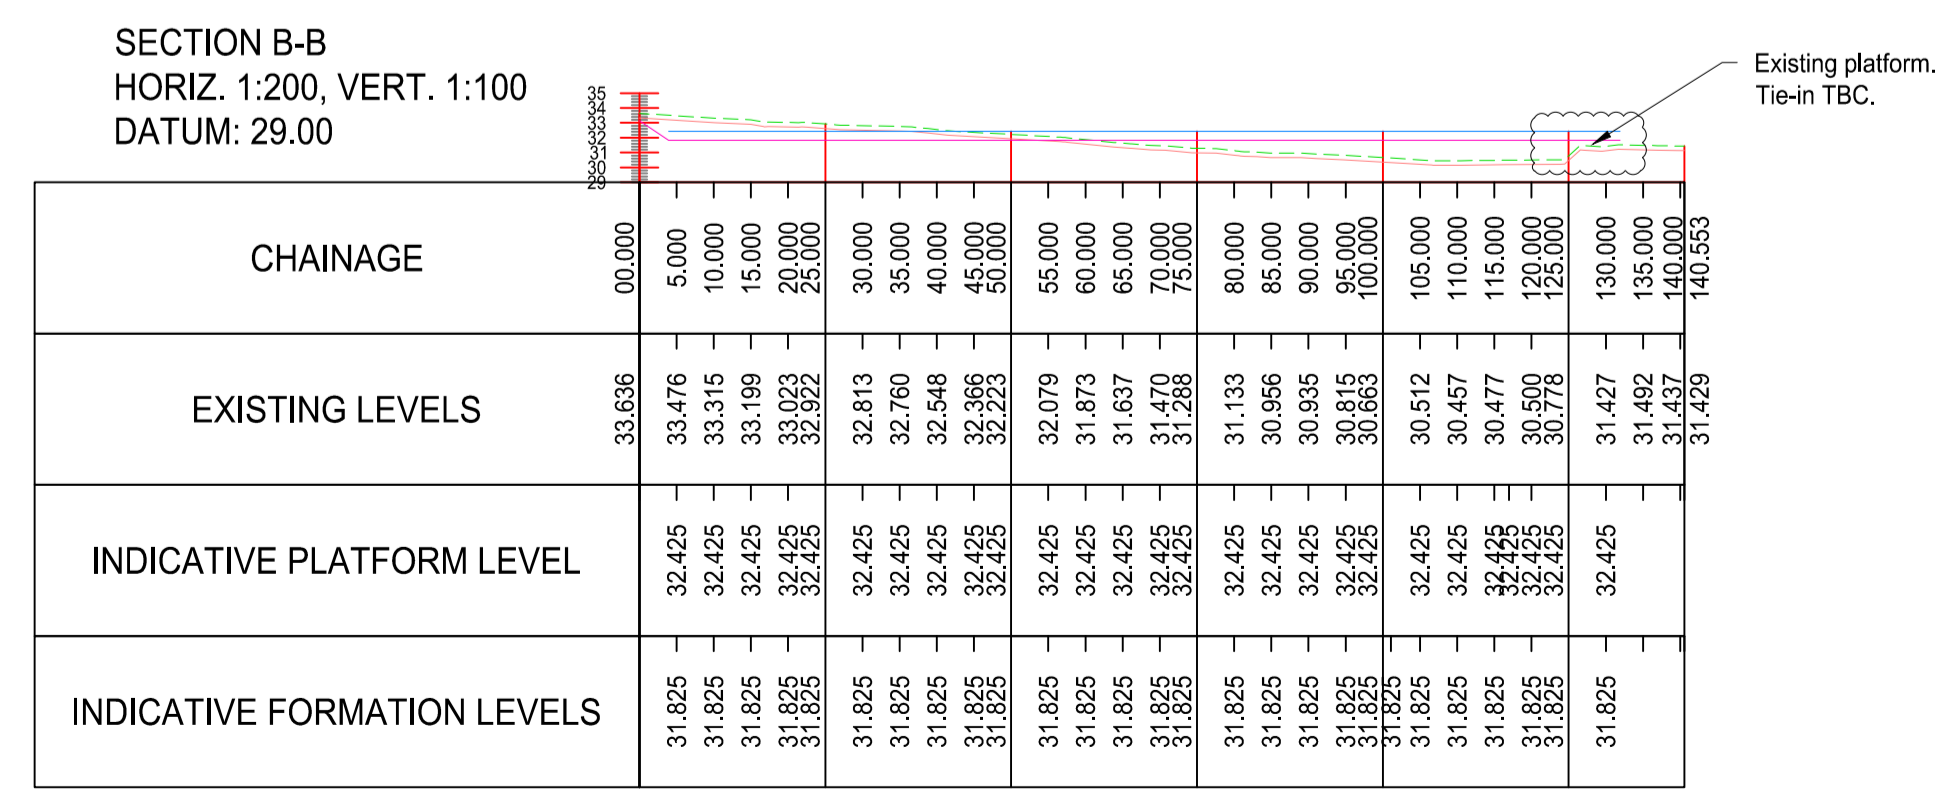 SECTION B-B
HORIZ. 1:200, VERT. 1:100
DATUM: 29.00
35
34
33
32
31
30
29
Existing platform.
Tie-in TBC.
CHAINAGE
00.000 5.000 10.000 15.000 20.000 25.000 30.000 35.000 40.000 45.000 50.000 55.000 60.000 65.000 70.000 75.000 80.000 85.000 90.000 95.000 100.000 105.000 110.000 115.000 120.000 125.000 130.000 135.000 140.000 140.553
EXISTING LEVELS
33.636 33.476 33.315 33.199 33.023 32.922 32.813 32.760 32.548 32.366 32.223 32.079 31.873 31.637 31.470 31.288 31.133 30.956 30.935 30.815 30.663 30.512 30.457 30.477 30.500 30.778 31.427 31.492 31.437 31.429
INDICATIVE PLATFORM LEVEL
32.425 32.425 32.425 32.425 32.425 32.425 32.425 32.425 32.425 32.425 32.425 32.425 32.425 32.425 32.425 32.425 32.425 32.425 32.425 32.425 32.425 32.425 32.425 32.425 32.425 32.425 32.425
INDICATIVE FORMATION LEVELS
31.825 31.825 31.825 31.825 31.825 31.825 31.825 31.825 31.825 31.825 31.825 31.825 31.825 31.825 31.825 31.825 31.825 31.825 31.825 31.825 31.825 31.825 31.825 31.825 31.825 31.825 31.825